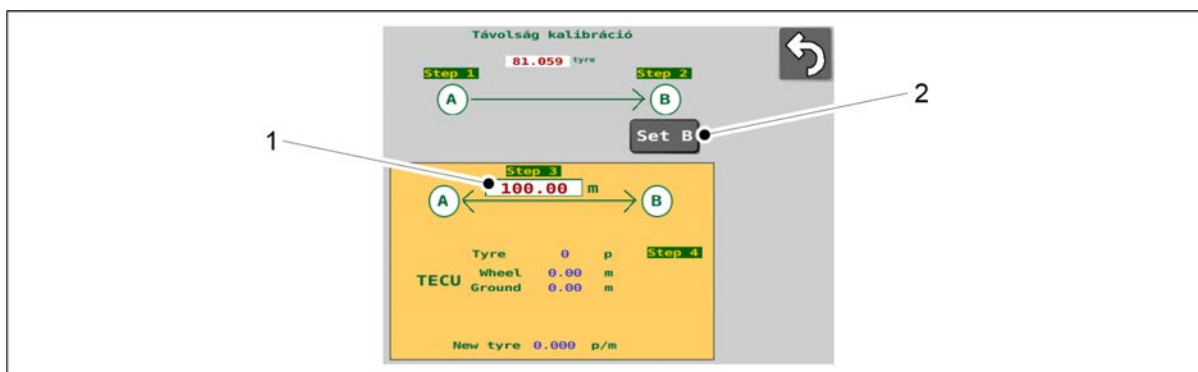 Távolság kalibráció
81.059 tyre
Step 1 Step 2
A B
Set B
2
1
Step 3
100.00 m
A B
Tyre 0 p Step 4
TECU
Wheel 0.00 m
Ground 0.00 m
New tyre 0.000 p/m